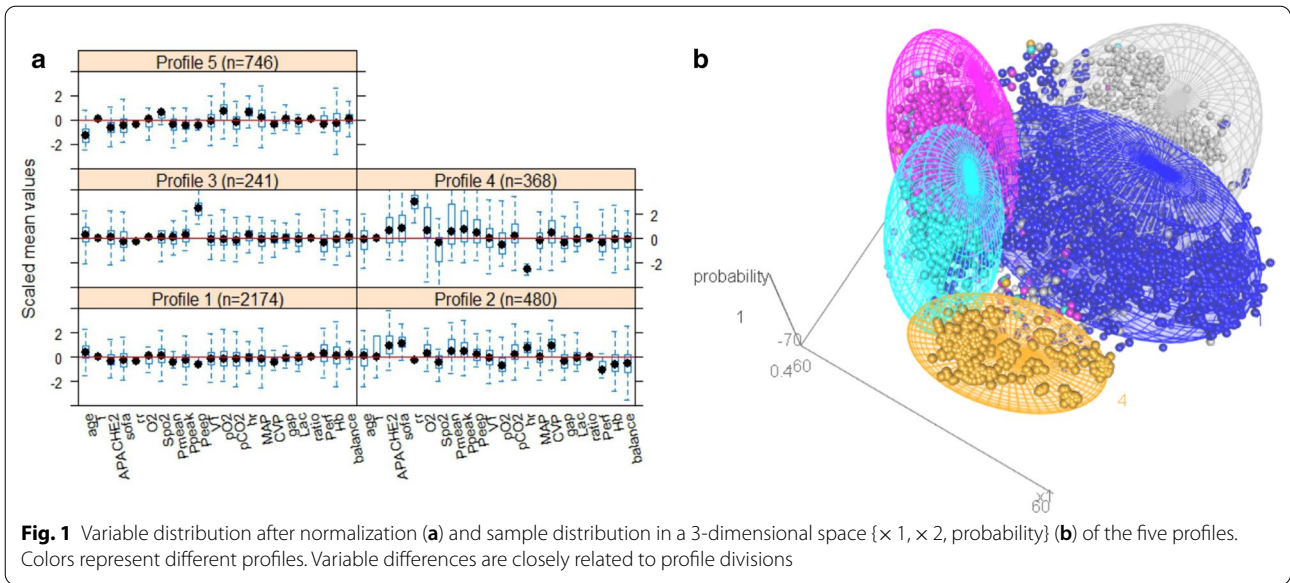 a
b
Profile 5 (n=746)
2
0
-2
Profile 3 (n=241)
Profile 4 (n=368)
2
0
-2
Profile 1 (n=2174)
Profile 2 (n=480)
2
0
-2
Scaled mean values
age
T
APACHE2
sofa
rr
O2
Spo2
Pmean
Ppeak
Peep
VT
pO2
pCO2
hr
MAP
CVP
gap
Lac
ratio
Perf
Hb
balance
age
T
APACHE2
sofa
rr
O2
Spo2
Pmean
Ppeak
Peep
VT
pO2
pCO2
hr
MAP
CVP
gap
Lac
ratio
Perf
Hb
balance
probability
1
-70
0.4
60
4
x1
60
Fig. 1 Variable distribution after normalization (a) and sample distribution in a 3-dimensional space {× 1, × 2, probability} (b) of the five profiles.
Colors represent different profiles. Variable differences are closely related to profile divisions